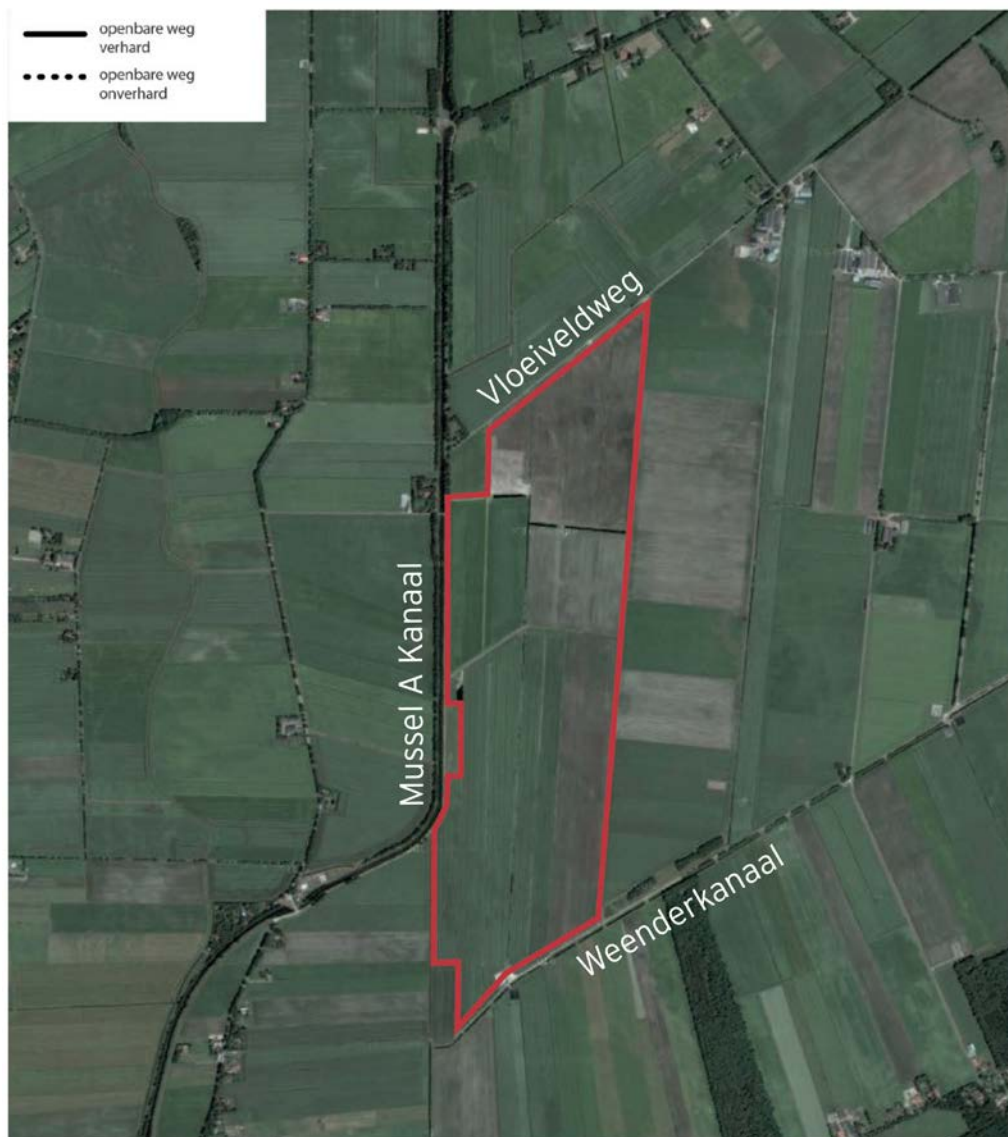 openbare weg
verhard
openbare weg
onverhard
Vloeiveldweg
Mussel A Kanaal
Weenderkanaal